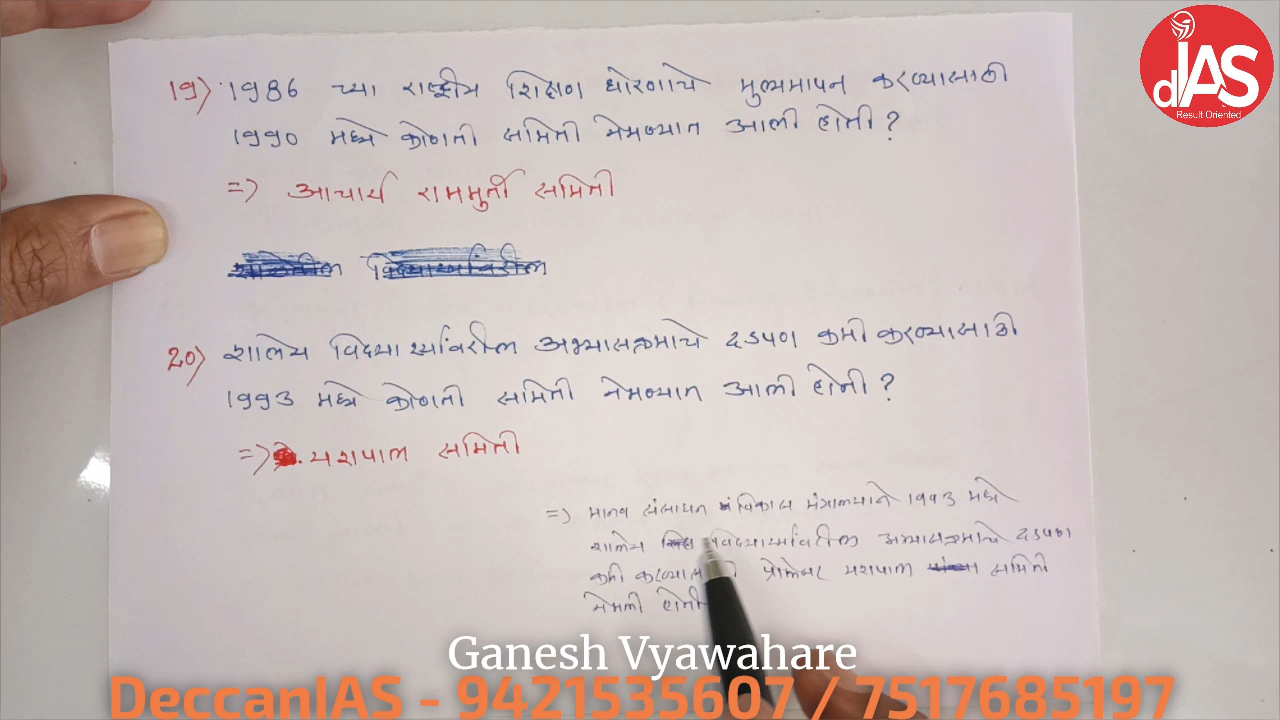 dIAS
Result Oriented
19) 1986 च्या राष्ट्रीय शिक्षण धोरणाचे मुल्यमापन करण्यासाठी
1990 मध्ये कोणती समिती नेमण्यात आली होती?
=> आचार्य राममुर्ती समिती
20) शालेय विद्यार्थ्यांवरील अभ्यासक्रमाचे दडपण कमी करण्यासाठी
1993 मध्ये कोणती समिती नेमण्यात आली होती?
=> यशपाल समिती
=> मानव संसाधन विकास मंत्रालयाने 1993 मध्ये
शालेय विद्यार्थ्यांवरील अभ्यासक्रमाचे दडपण
कमी प्रोफेसर यशपाल समिती
नेमली होती
Ganesh Vyawahare
DeccanIAS - 9421535607 / 7517685197